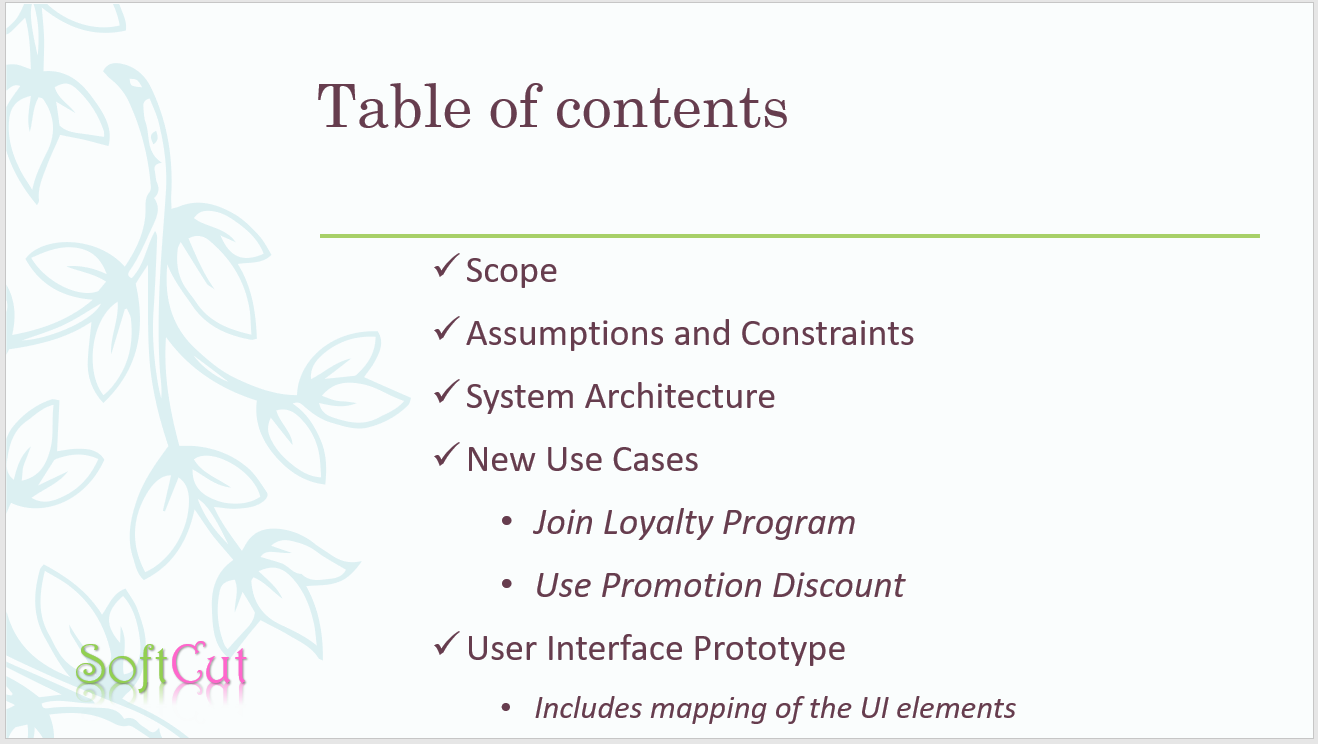 Table of contents
✓ Scope
✓ Assumptions and Constraints
✓ System Architecture
✓ New Use Cases
• Join Loyalty Program
• Use Promotion Discount
✓ User Interface Prototype
• Includes mapping of the UI elements
SoftCut